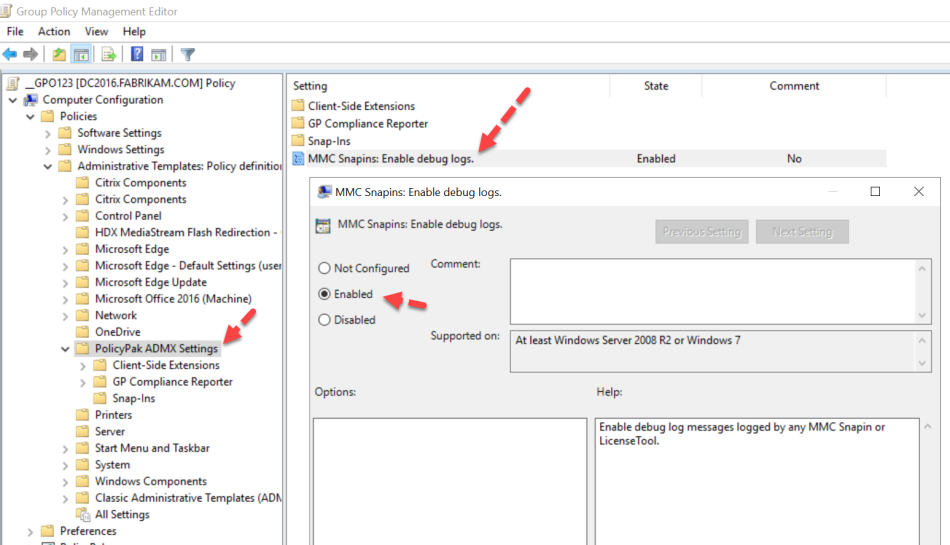 Group Policy Management Editor
File Action View Help
__GPO123 [DC2016.FABRIKAM.COM] Policy
Computer Configuration
Policies
Software Settings
Windows Settings
Administrative Templates: Policy definition
Citrix Components
Citrix Components
Control Panel
HDX MediaStream Flash Redirection -
Microsoft Edge
Microsoft Edge - Default Settings (user
Microsoft Edge Update
Microsoft Office 2016 (Machine)
Network
OneDrive
PolicyPak ADMX Settings
Client-Side Extensions
GP Compliance Reporter
Snap-Ins
Printers
Server
Start Menu and Taskbar
System
Windows Components
Classic Administrative Templates (ADM
All Settings
Preferences
Setting State Comment
Client-Side Extensions
GP Compliance Reporter
Snap-Ins
MMC Snapins: Enable debug logs. Enabled No
MMC Snapins: Enable debug logs.
MMC Snapins: Enable debug logs.
Previous Setting Next Setting
Not Configured
Enabled
Disabled
Comment:
Supported on:
At least Windows Server 2008 R2 or Windows 7
Options:
Help:
Enable debug log messages logged by any MMC Snapin or
LicenseTool.